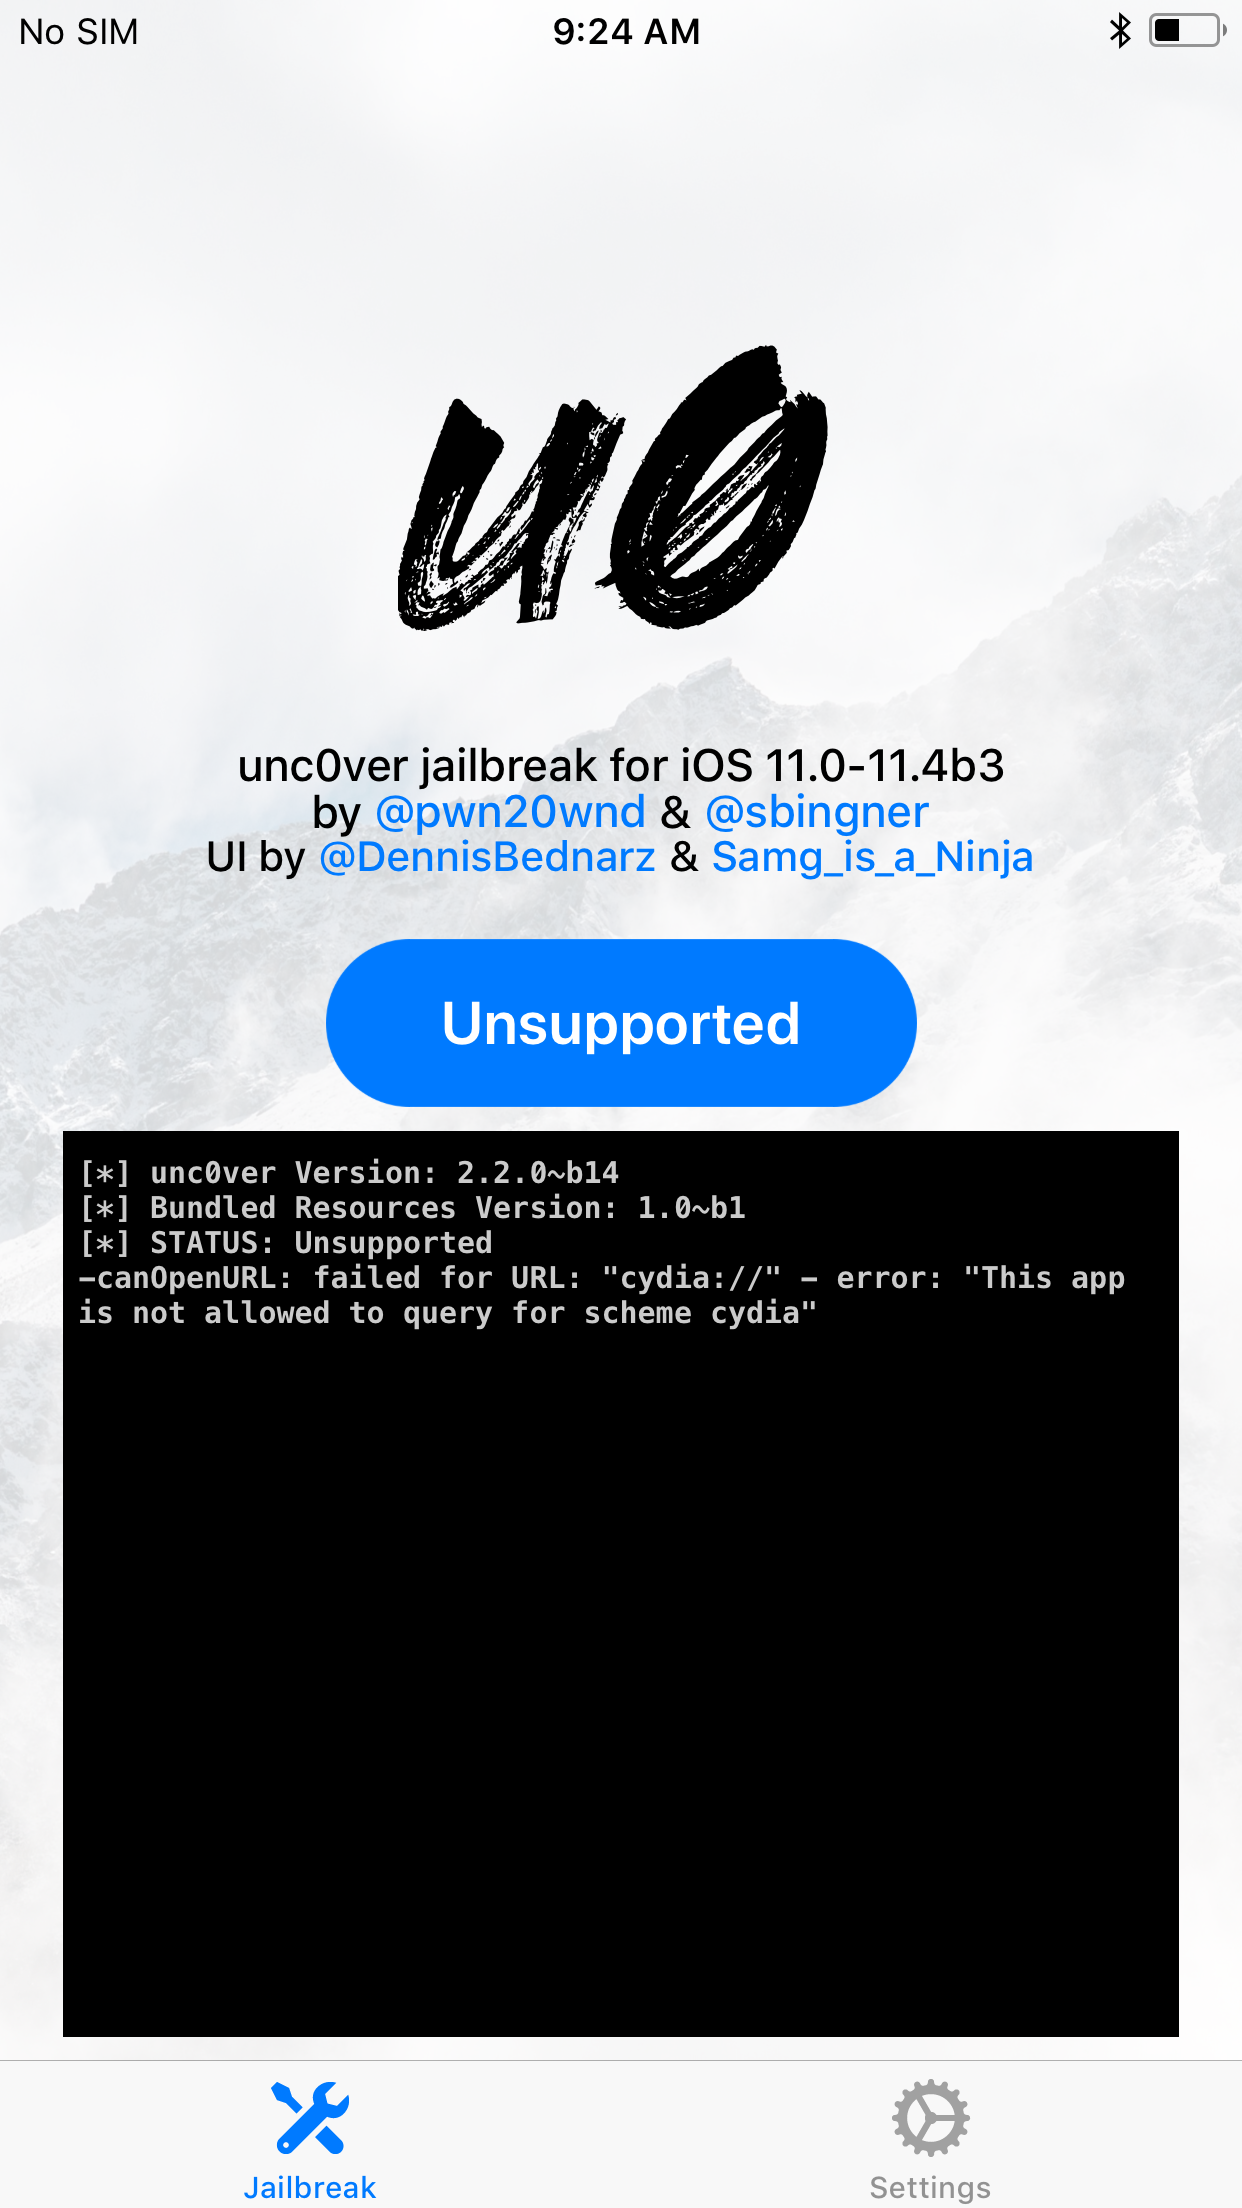 No SIM 9:24 AM
u0
unc0ver jailbreak for iOS 11.0-11.4b3
by @pwn20wnd & @sbingner
UI by @DennisBednarz & Samg_is_a_Ninja
Unsupported
[*] unc0ver Version: 2.2.0~b14
[*] Bundled Resources Version: 1.0~b1
[*] STATUS: Unsupported
-canOpenURL: failed for URL: "cydia://" - error: "This app
is not allowed to query for scheme cydia"
Jailbreak Settings